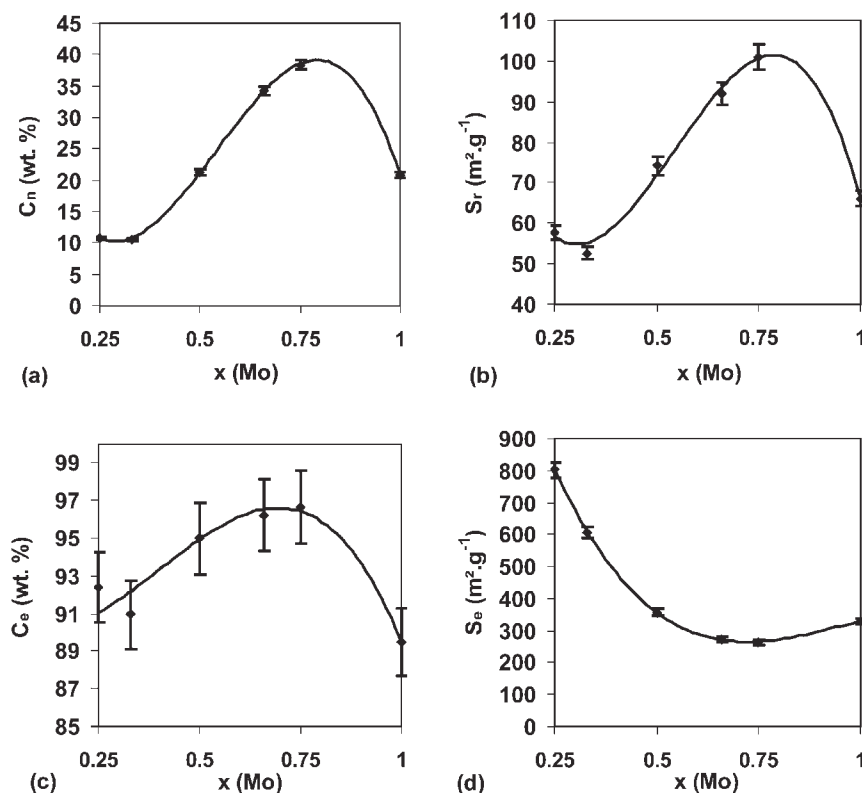 45
40
35
30
25
20
15
10
5
0
Cn (wt. %)
0.25 0.5 0.75 1
x (Mo)
(a)
110
100
90
80
70
60
50
40
Sr (m².g⁻¹)
0.25 0.5 0.75 1
x (Mo)
(b)
99
97
95
93
91
89
87
85
Ce (wt. %)
0.25 0.5 0.75 1
x (Mo)
(c)
900
800
700
600
500
400
300
200
100
0
Se (m².g⁻¹)
0.25 0.5 0.75 1
x (Mo)
(d)